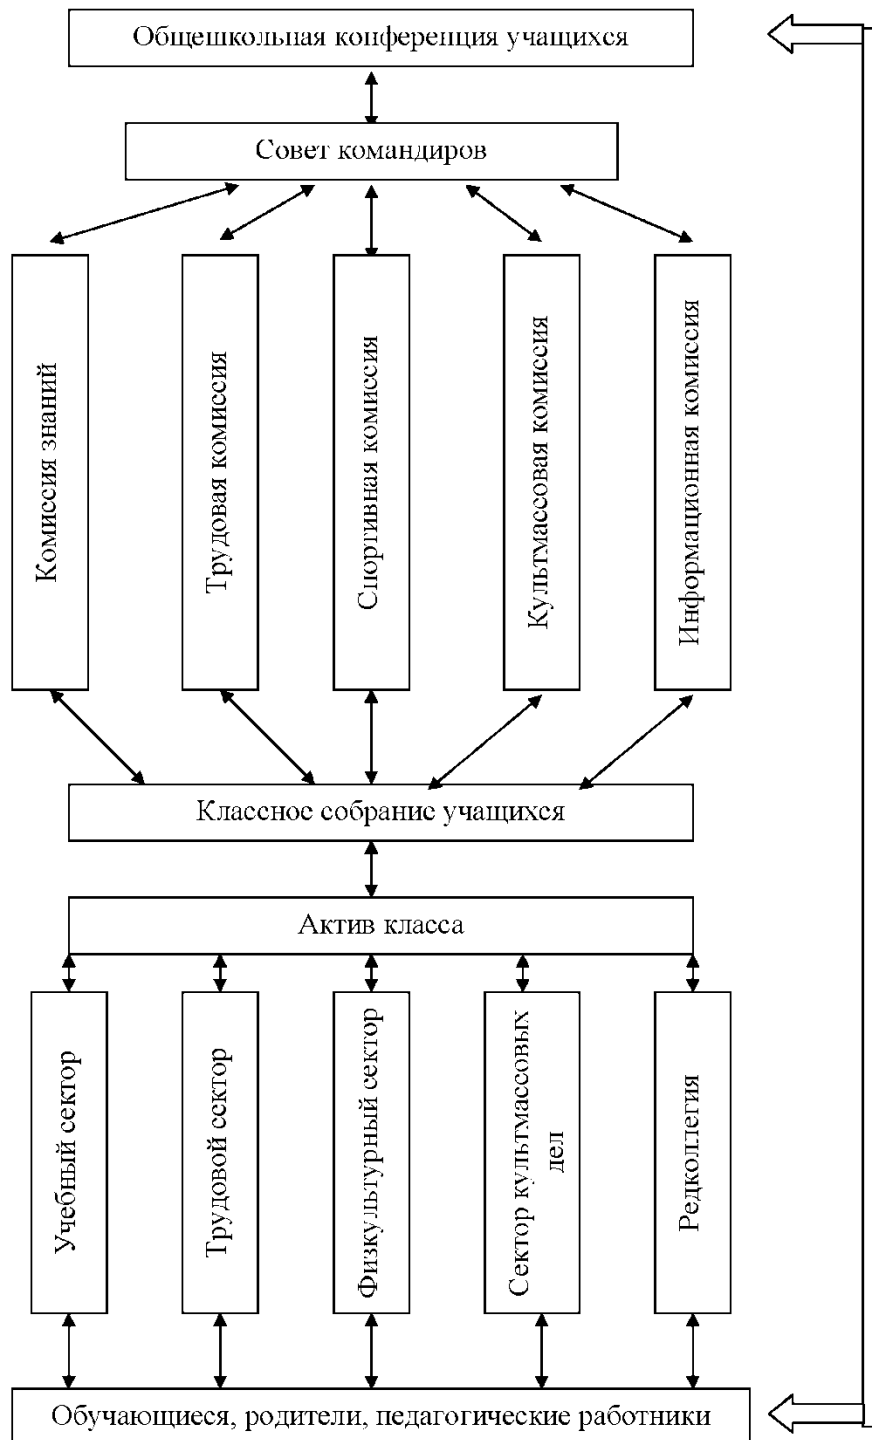 Общешкольная конференция учащихся
Совет командиров
Комиссия знаний
Трудовая комиссия
Спортивная комиссия
Культмассовая комиссия
Информационная комиссия
Классное собрание учащихся
Актив класса
Учебный сектор
Трудовой сектор
Физкультурный сектор
Сектор культмассовых
дел
Редколлегия
Обучающиеся, родители, педагогические работники